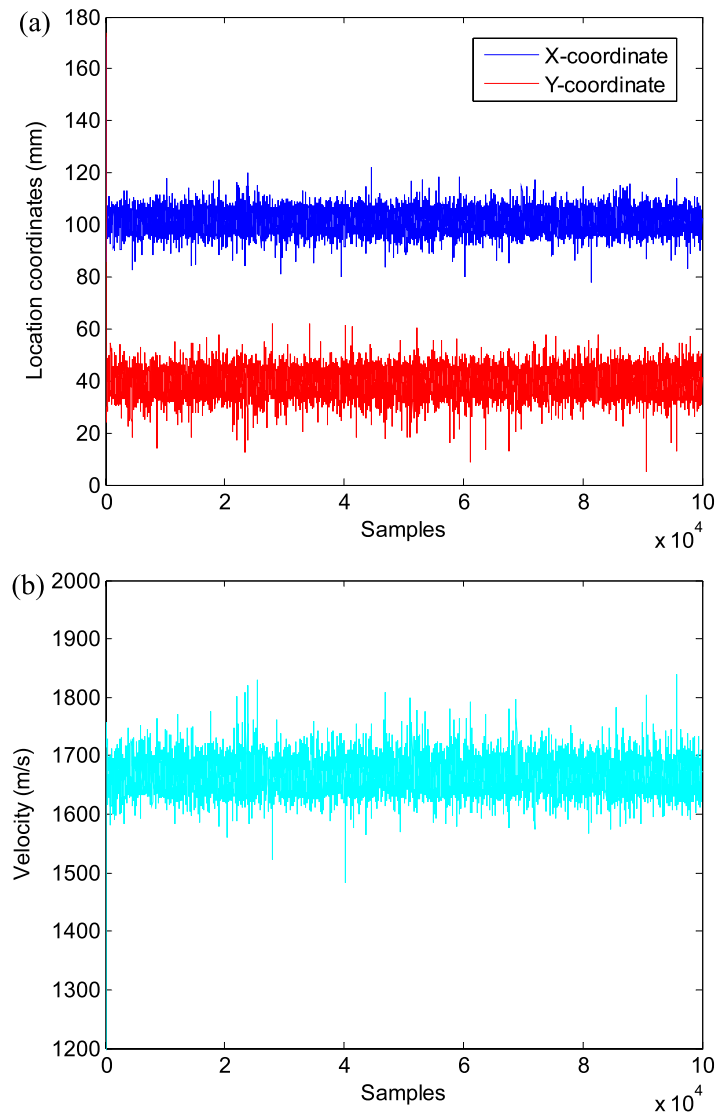 (a)
180
160
140
120
100
80
60
40
20
0
Location coordinates (mm)
X-coordinate
Y-coordinate
0 2 4 6 8 10
Samples
x 10^4
(b)
2000
1900
1800
1700
1600
1500
1400
1300
1200
Velocity (m/s)
0 2 4 6 8 10
Samples
x 10^4